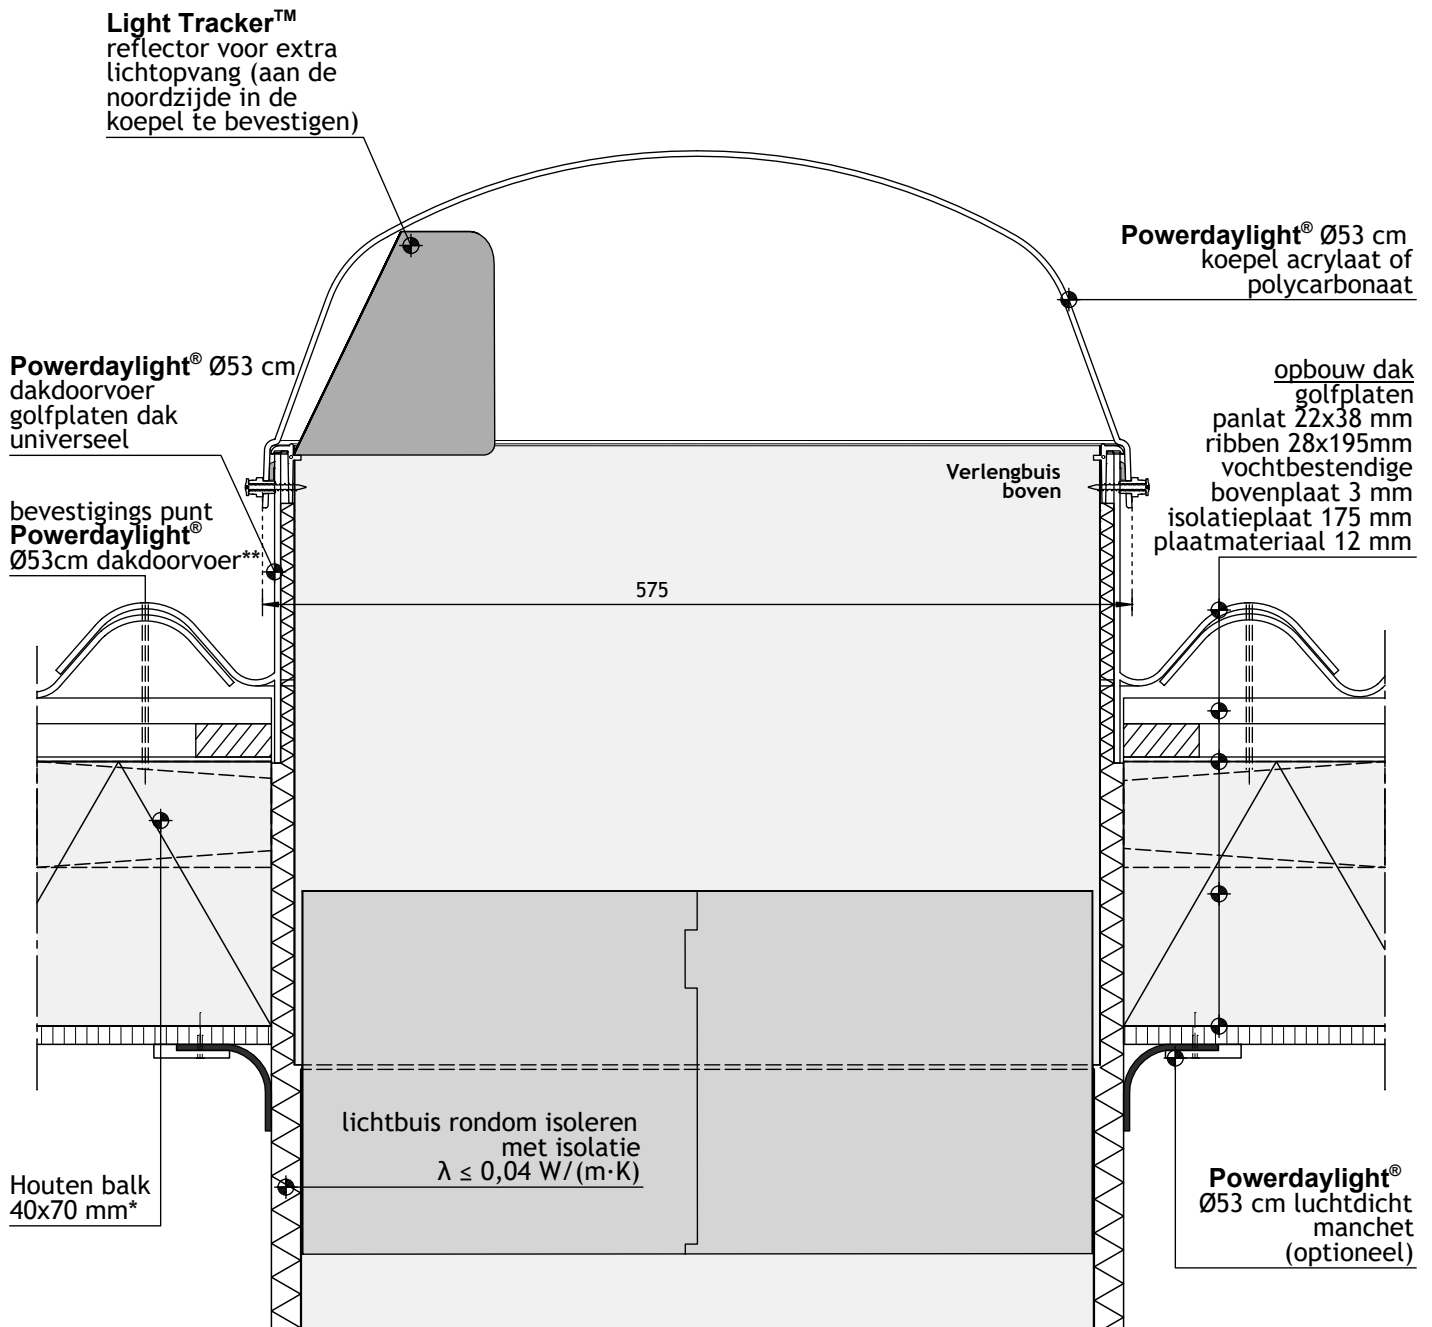 Light Tracker™
reflector voor extra
lichtopvang (aan de
noordzijde in de
koepel te bevestigen)
Powerdaylight® Ø53 cm
koepel acrylaat of
polycarbonaat
Powerdaylight® Ø53 cm
dakdoorvoer
golfplaten dak
universeel
opbouw dak
golfplaten
panlat 22x38 mm
ribben 28x195mm
vochtbestendige
bovenplaat 3 mm
isolatieplaat 175 mm
plaatmateriaal 12 mm
Verlengbuis
boven
bevestigings punt
Powerdaylight®
Ø53cm dakdoorvoer**
575
lichtbuis rondom isoleren
met isolatie
λ ≤ 0,04 W/(m·K)
Houten balk
40x70 mm*
Powerdaylight®
Ø53 cm luchtdicht
manchet
(optioneel)